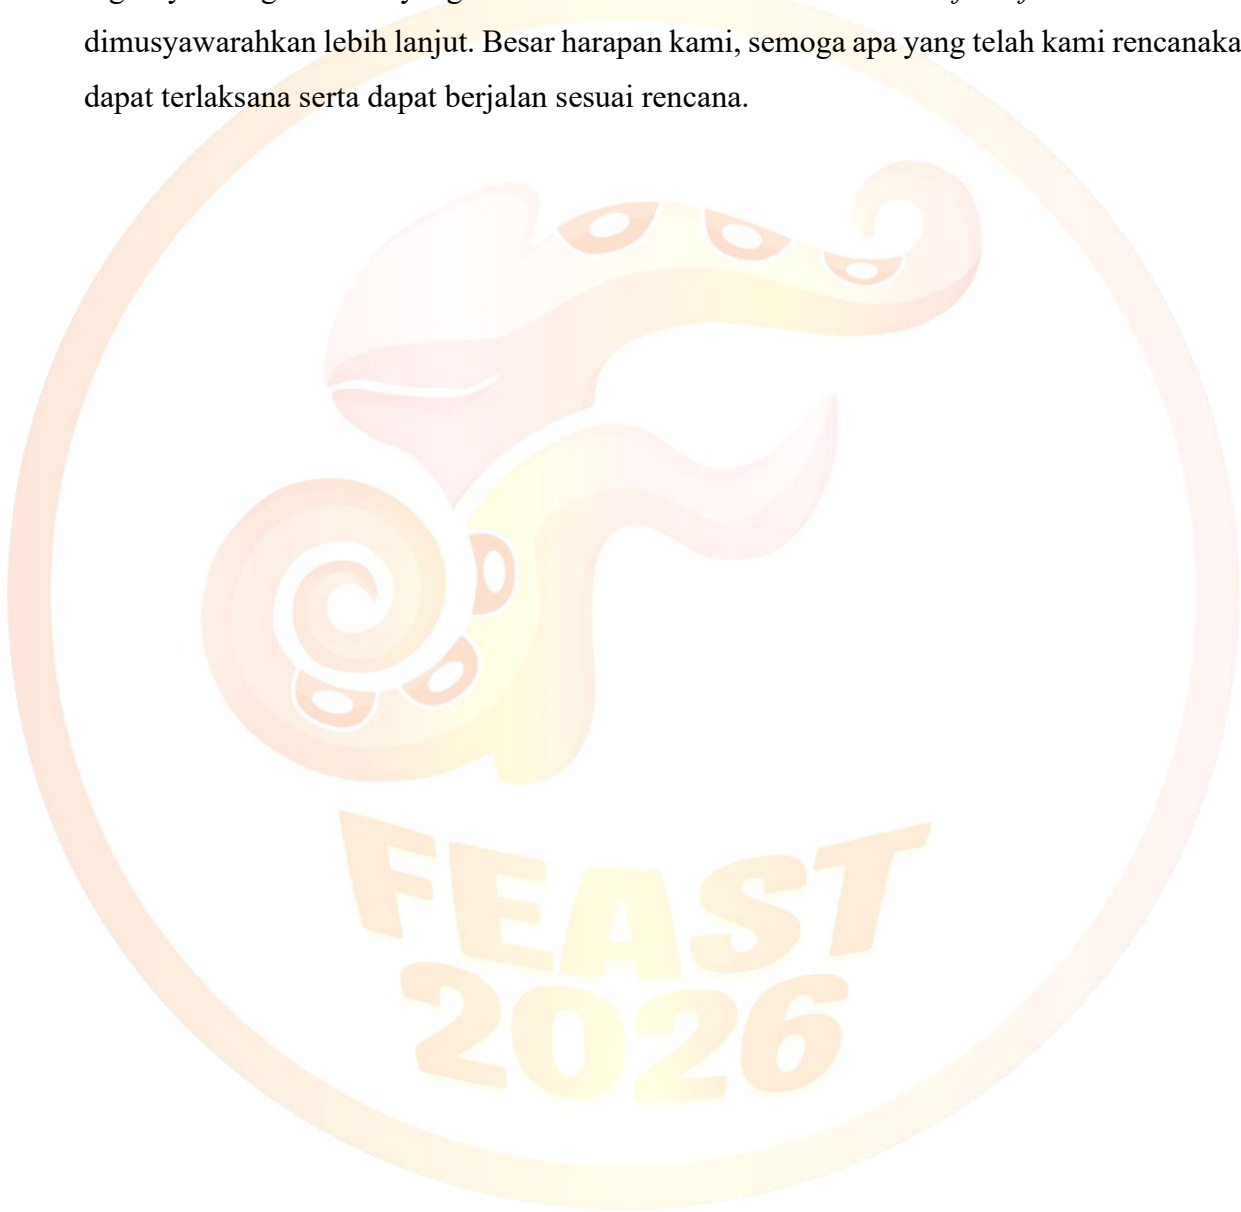 dimusyawarahkan lebih lanjut. Besar harapan kami, semoga apa yang telah kami rencanaka
dapat terlaksana serta dapat berjalan sesuai rencana.
FEAST
2026